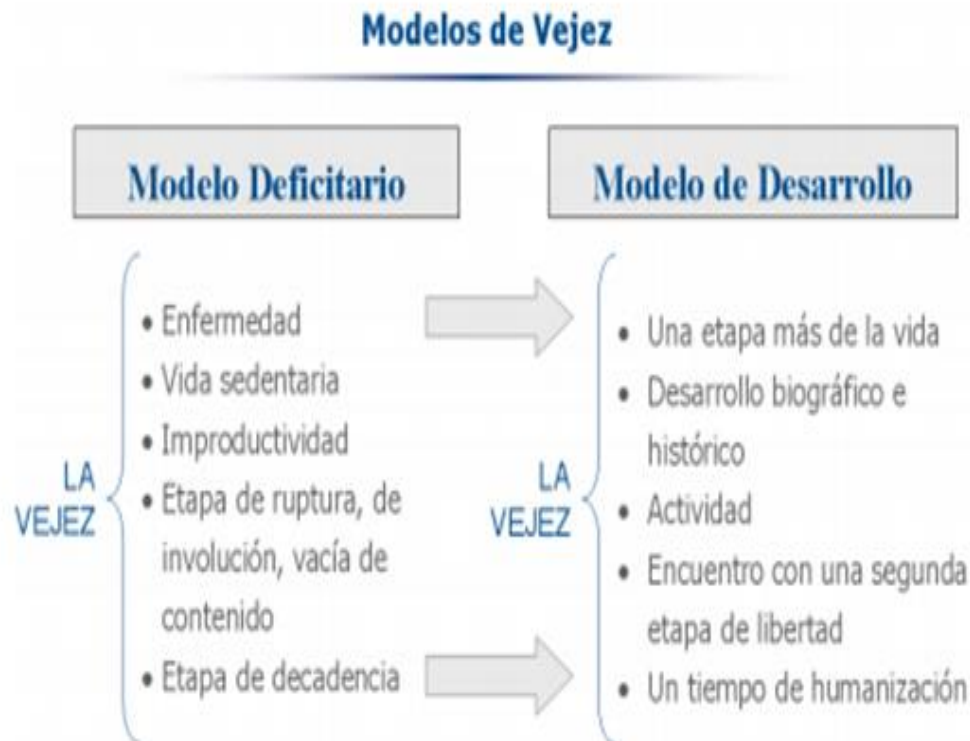 Modelos de Vejez
Modelo Deficitario
LA
VEJEZ
• Enfermedad
• Vida sedentaria
• Improductividad
• Etapa de ruptura, de
involución, vacía de
contenido
• Etapa de decadencia
Modelo de Desarrollo
LA
VEJEZ
• Una etapa más de la vida
• Desarrollo biográfico e
histórico
• Actividad
• Encuentro con una segunda
etapa de libertad
• Un tiempo de humanización